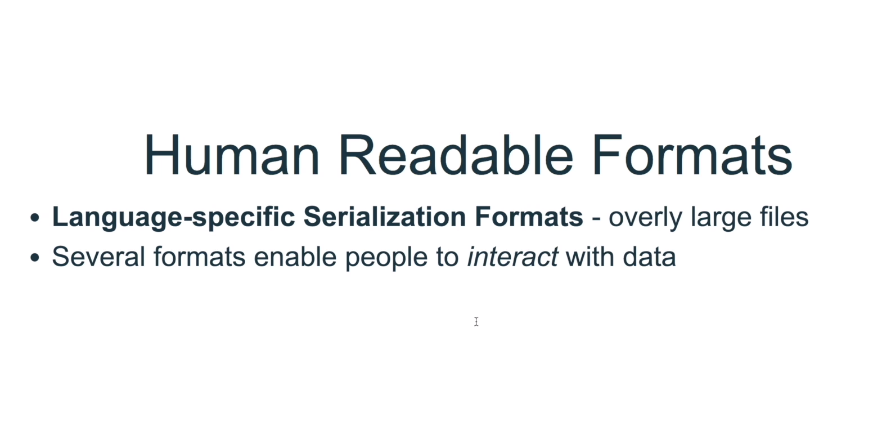 Human Readable Formats
• Language-specific Serialization Formats - overly large files
• Several formats enable people to interact with data